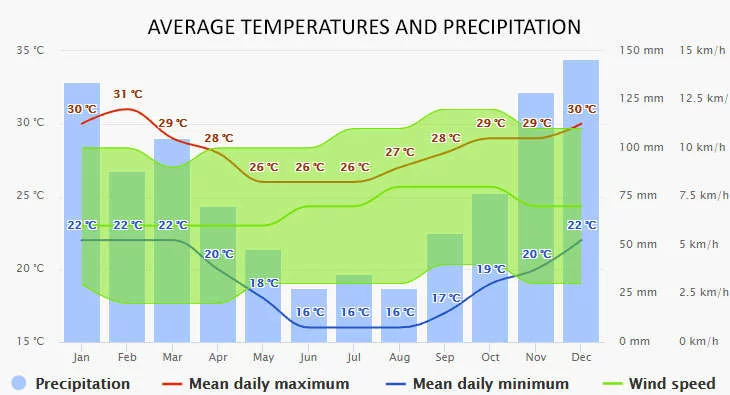 AVERAGE TEMPERATURES AND PRECIPITATION
35 °C 150 mm 15 km/h
31 °C
30 °C 30 °C
125 mm 12.5 km/h
30 °C 29 °C 28 °C 26 °C 26 °C 26 °C 27 °C 28 °C 29 °C 29 °C
100 mm 10 km/h
25 °C 75 mm 7.5 km/h
22 °C 22 °C 22 °C 20 °C 18 °C 16 °C 16 °C 16 °C 17 °C 19 °C 20 °C 22 °C
50 mm 5 km/h
20 °C
25 mm 2.5 km/h
15 °C 0 mm 0 km/h
Jan Feb Mar Apr May Jun Jul Aug Sep Oct Nov Dec
Precipitation Mean daily maximum Mean daily minimum Wind speed